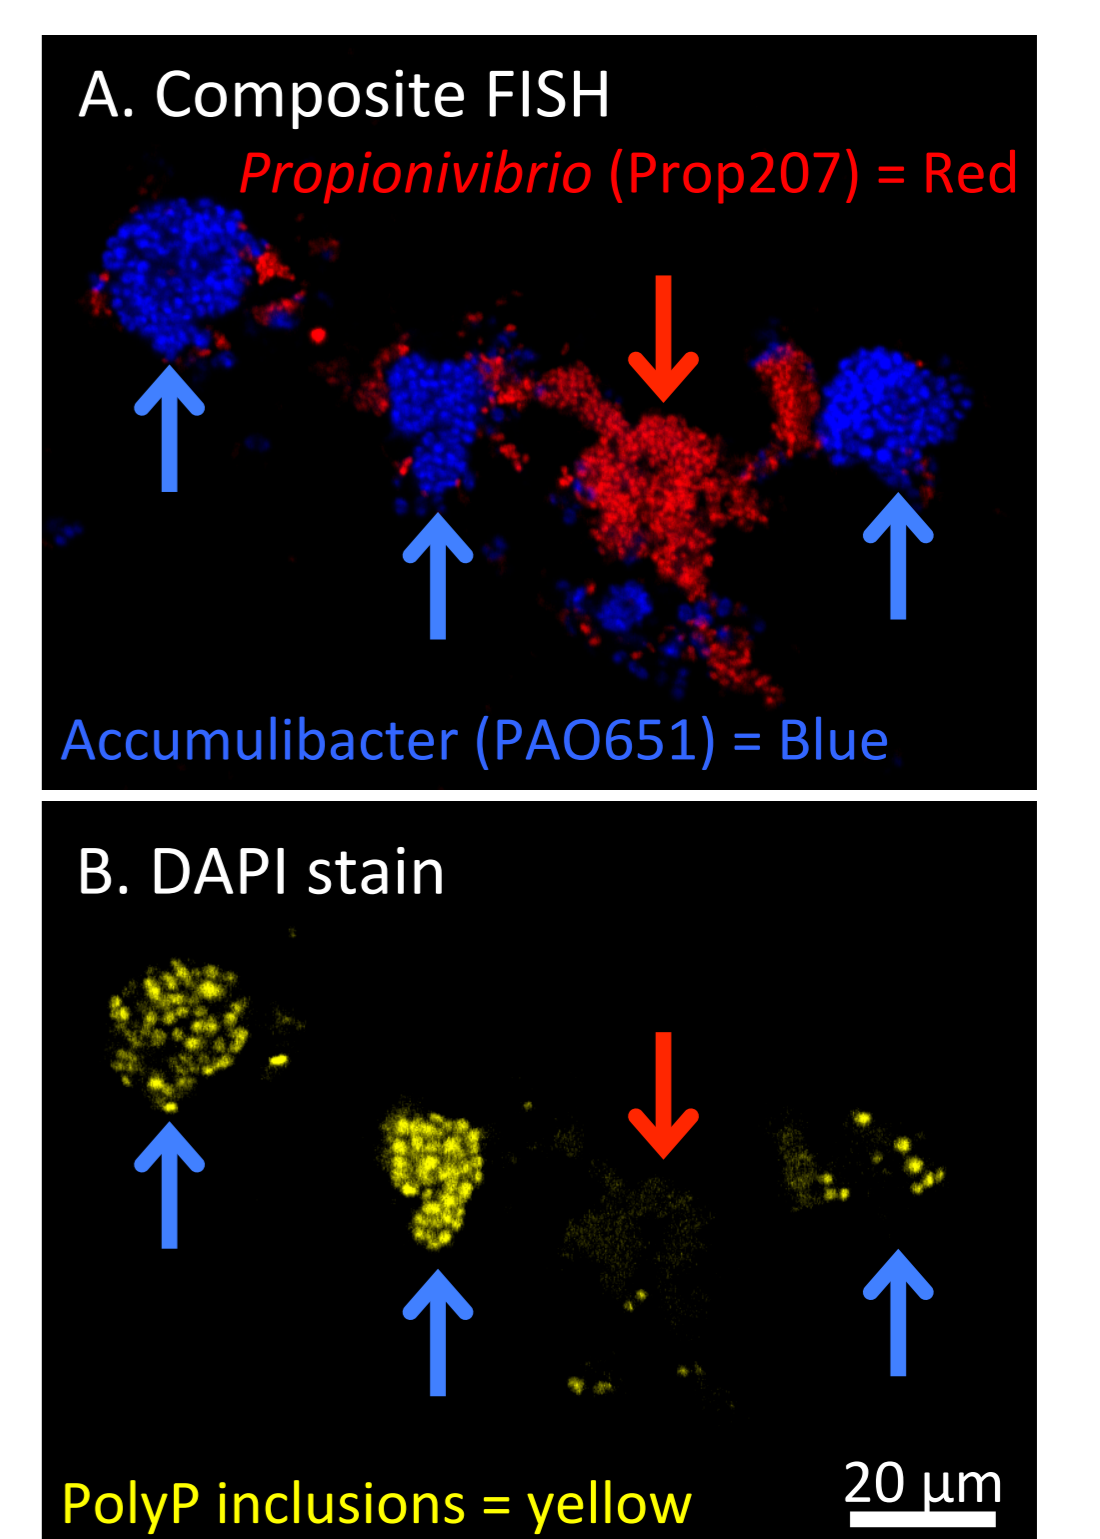 A. Composite FISH
Propionivibrio (Prop207) = Red
Accumulibacter (PAO651) = Blue
B. DAPI stain
20 µm
PolyP inclusions = yellow